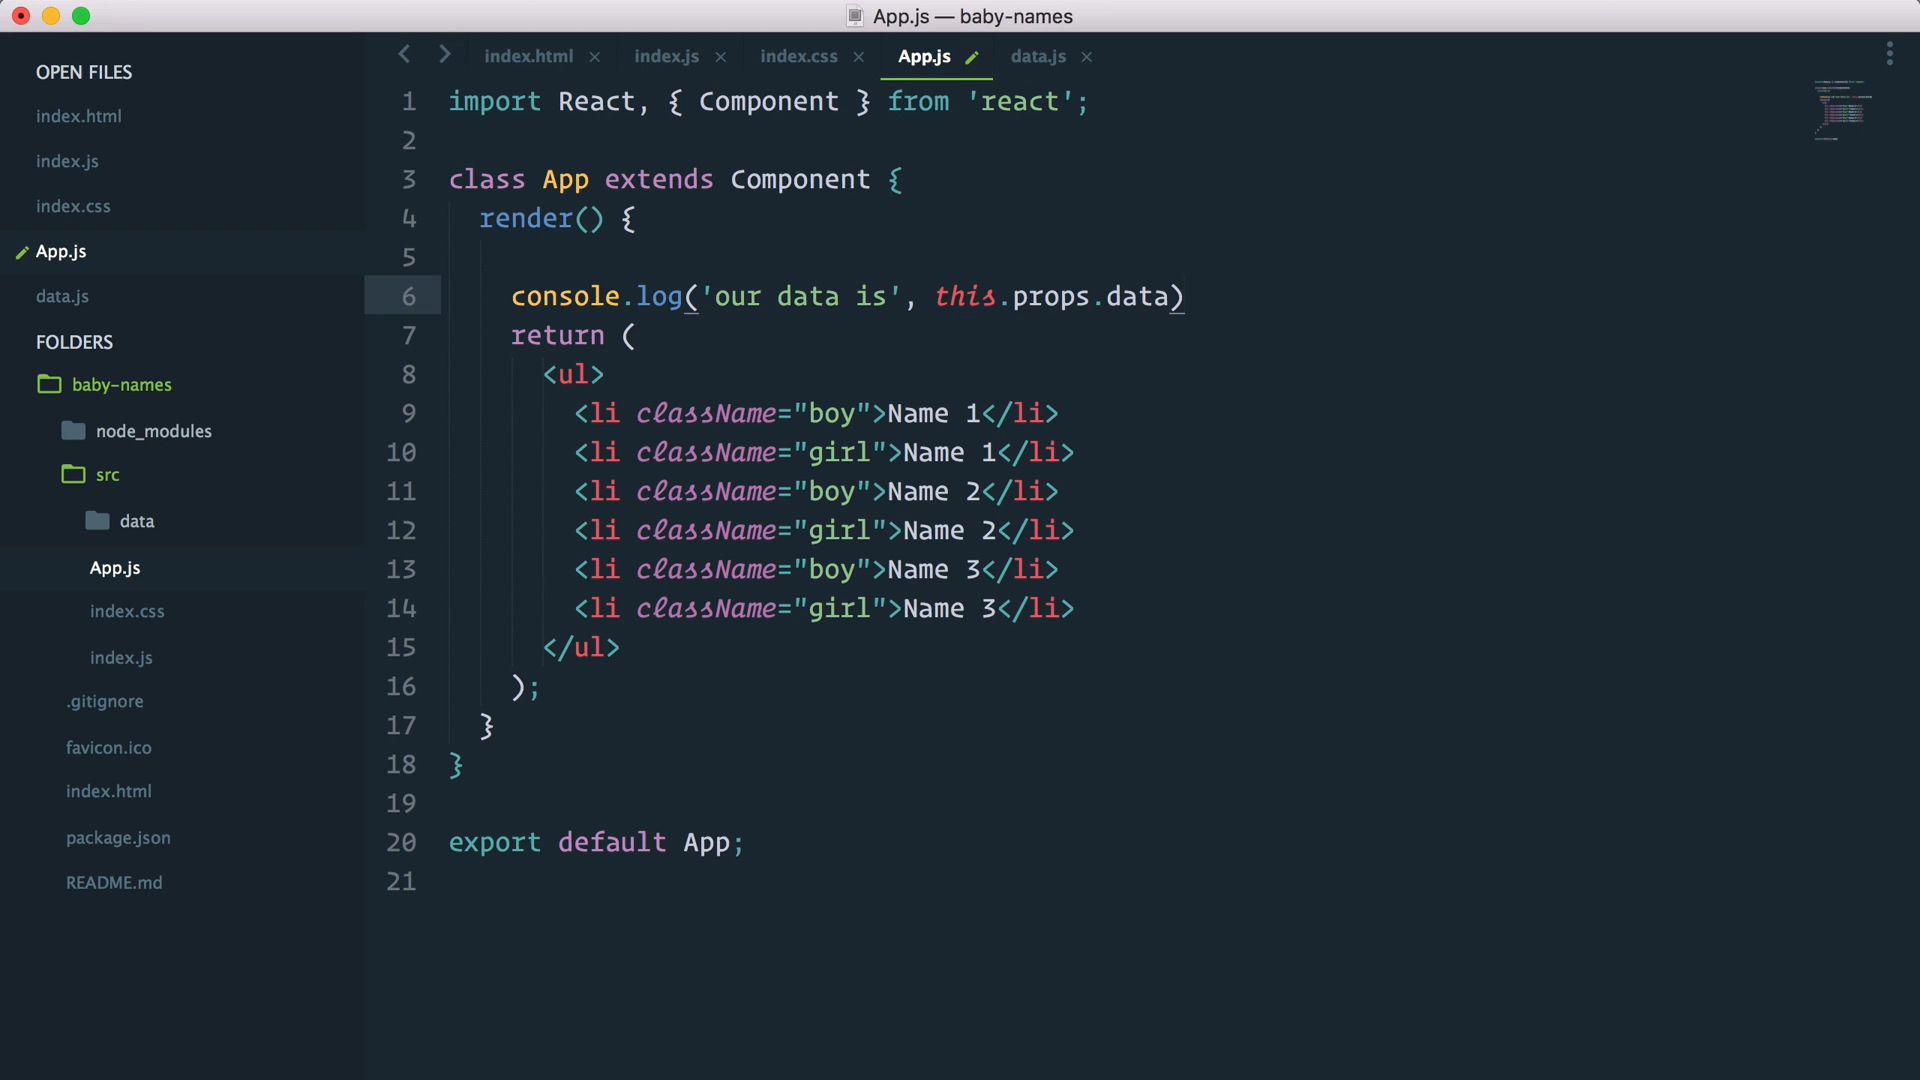 App.js — baby-names
OPEN FILES
index.html
index.js
index.css
App.js
data.js
FOLDERS
baby-names
node_modules
src
data
App.js
index.css
index.js
.gitignore
favicon.ico
index.html
package.json
README.md
index.html × index.js × index.css × App.js data.js ×
1 import React, { Component } from 'react';
2
3 class App extends Component {
4   render() {
5
6     console.log('our data is', this.props.data)
7     return (
8       <ul>
9         <li className="boy">Name 1</li>
10         <li className="girl">Name 1</li>
11         <li className="boy">Name 2</li>
12         <li className="girl">Name 2</li>
13         <li className="boy">Name 3</li>
14         <li className="girl">Name 3</li>
15       </ul>
16     );
17   }
18 }
19
20 export default App;
21